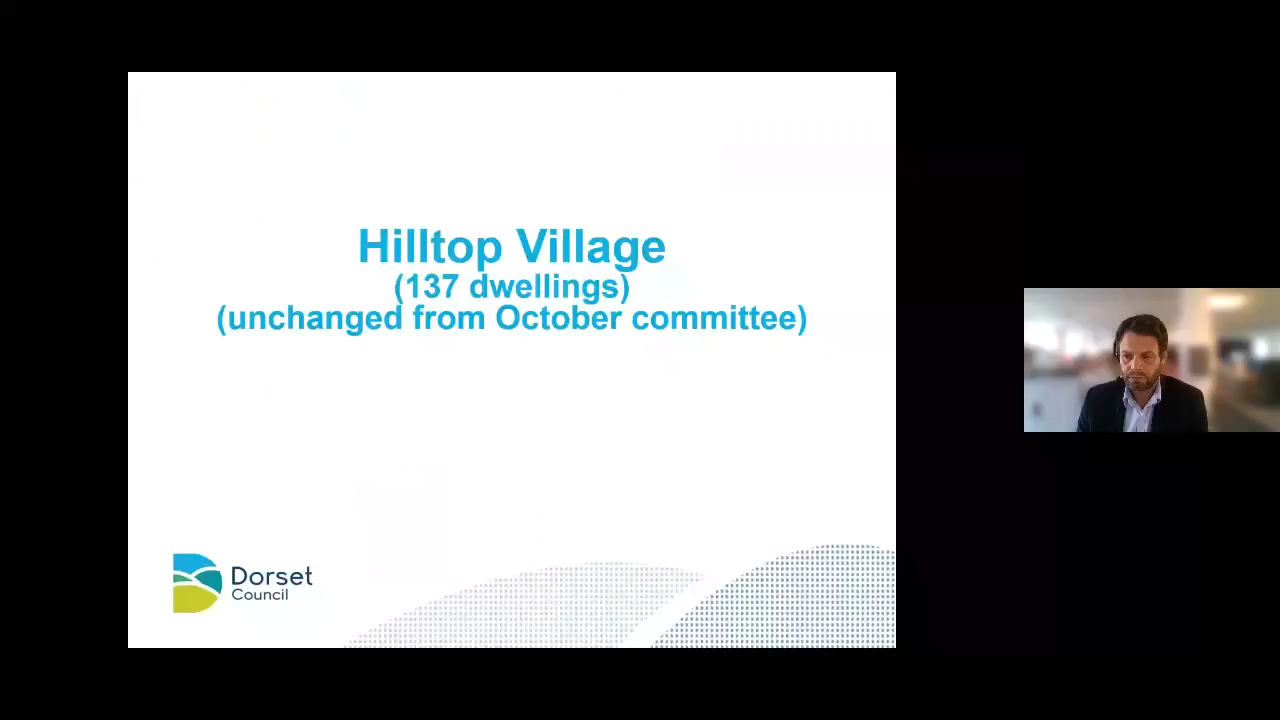 Hilltop Village
(137 dwellings)
(unchanged from October committee)
Dorset
Council